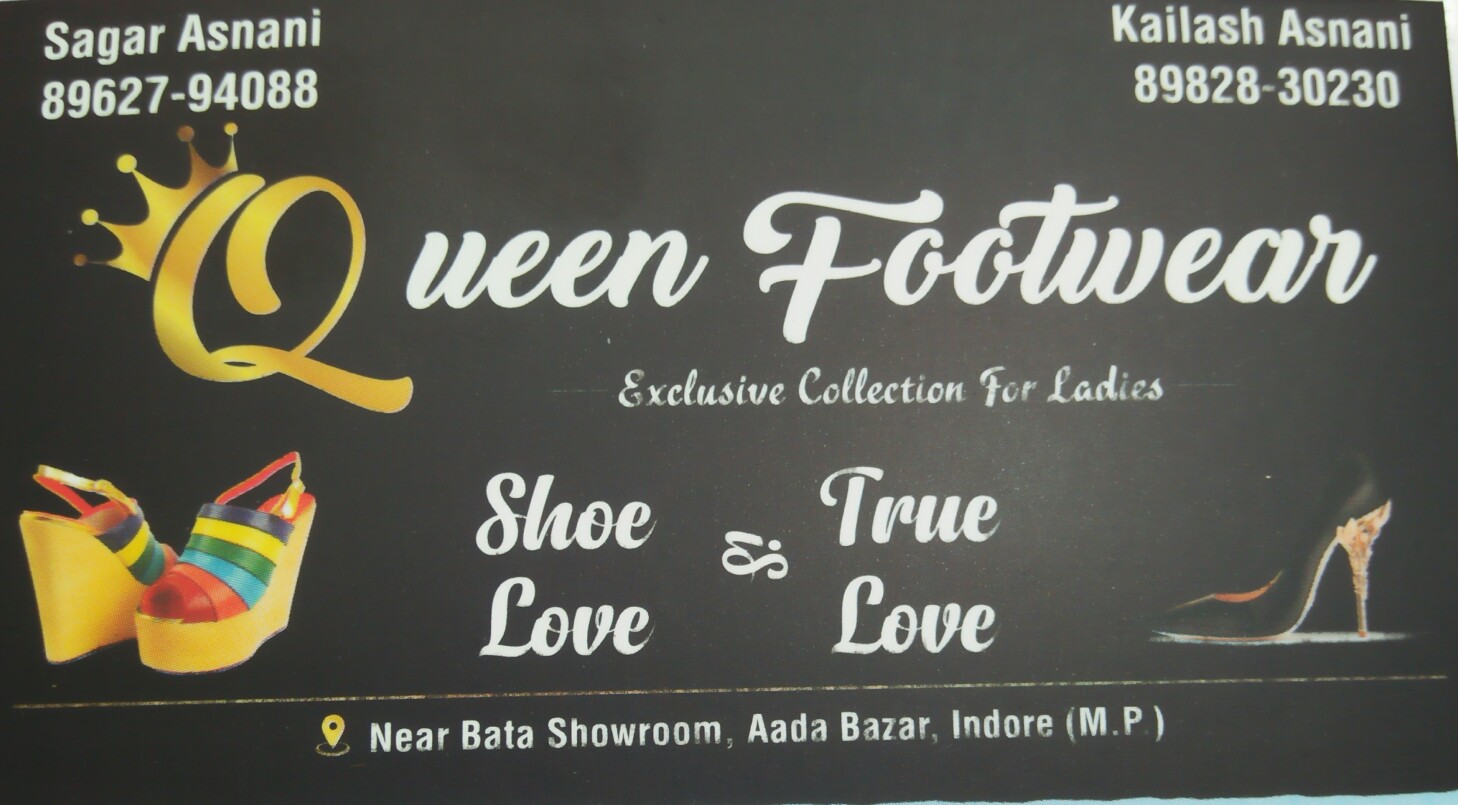 Sagar Asnani
89627-94088
Kailash Asnani
89828-30230
Queen Footwear
Exclusive Collection For Ladies
Shoe
Love
&
True
Love
Near Bata Showroom, Aada Bazar, Indore (M.P.)